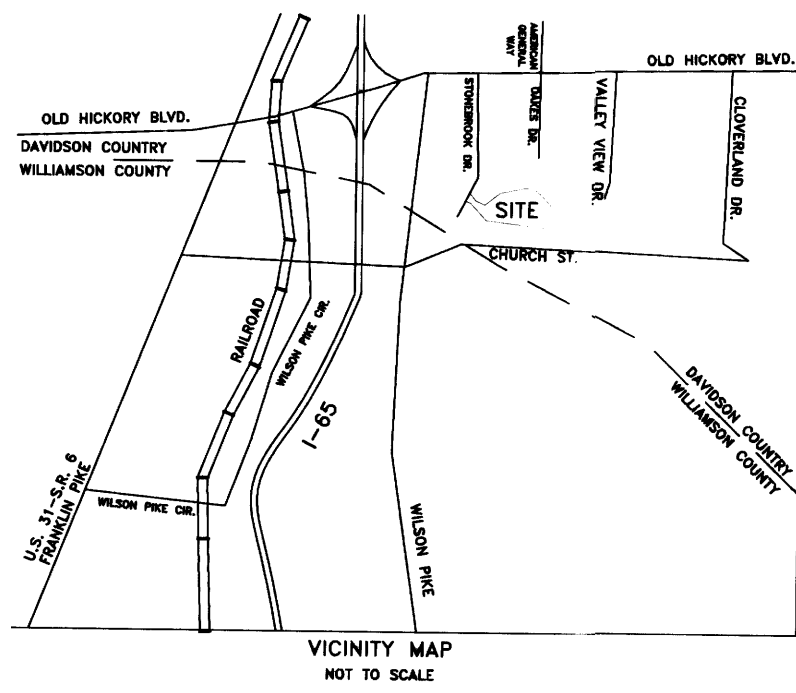 AMERICAN
GENERAL
WAY
OLD HICKORY BLVD.
OLD HICKORY BLVD.
DAVIDSON COUNTRY
WILLIAMSON COUNTY
STONEBROOK DR.
OAKES DR.
VALLEY VIEW DR.
CLOVERLAND DR.
SITE
CHURCH ST.
RAILROAD
WILSON PIKE CIR.
I-65
DAVIDSON COUNTRY
WILLIAMSON COUNTY
U.S. 31-S.R. 6
FRANKLIN PIKE
WILSON PIKE CIR.
WILSON PIKE
VICINITY MAP
NOT TO SCALE